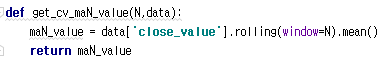 def get_cv_maN_value(N,data):
    maN_value = data['close_value'].rolling(window=N).mean()
    return maN_value